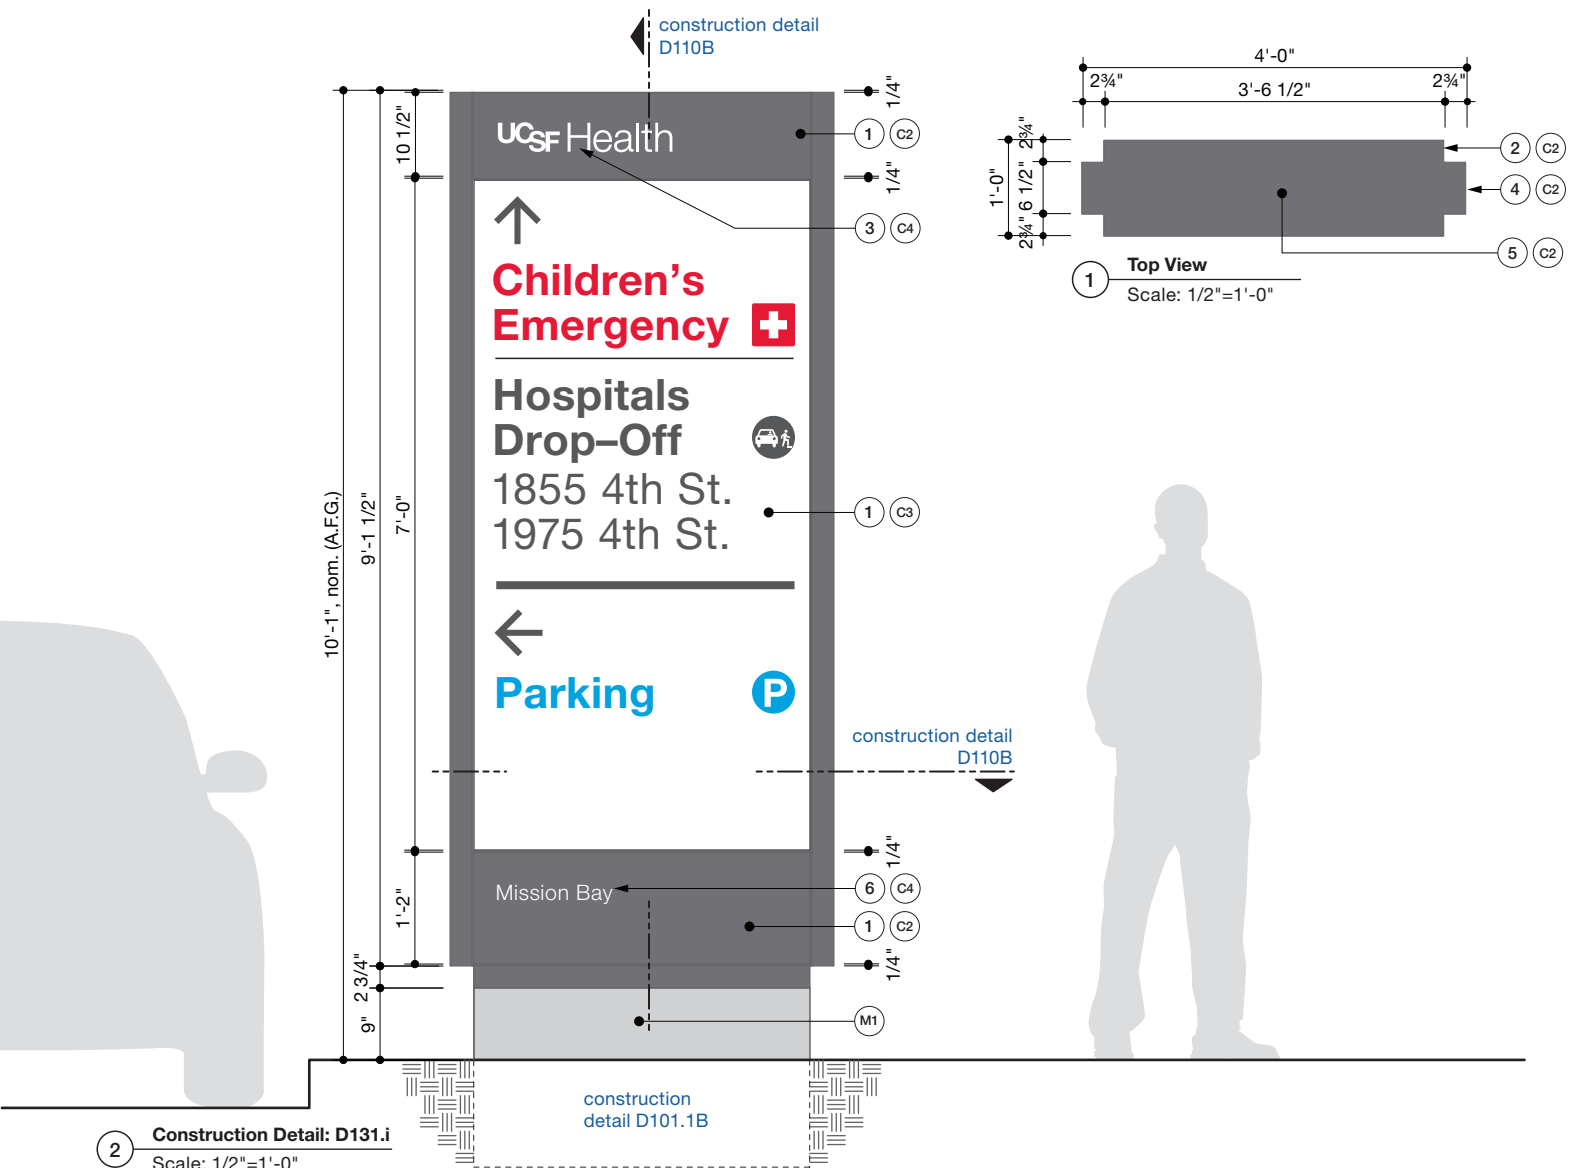 construction detail
D110B
10'-1", nom. (A.F.G.)
9'-1 1/2"
10 1/2"
7'-0"
1'-2"
2 3/4"
9"
UCSF Health
↑
Children's
Emergency
Hospitals
Drop–Off
1855 4th St.
1975 4th St.
←
Parking
P
Mission Bay
1/4"
1 C2
1/4"
3 C4
1 C3
construction detail
D110B
1/4"
6 C4
1 C2
1/4"
M1
construction
detail D101.1B
2 Construction Detail: D131.i
Scale: 1/2"=1'-0"
4'-0"
2¾" 3'-6 1/2" 2¾"
1'-0"
2¾"
6 1/2"
2¾"
2 C2
4 C2
5 C2
1 Top View
Scale: 1/2"=1'-0"